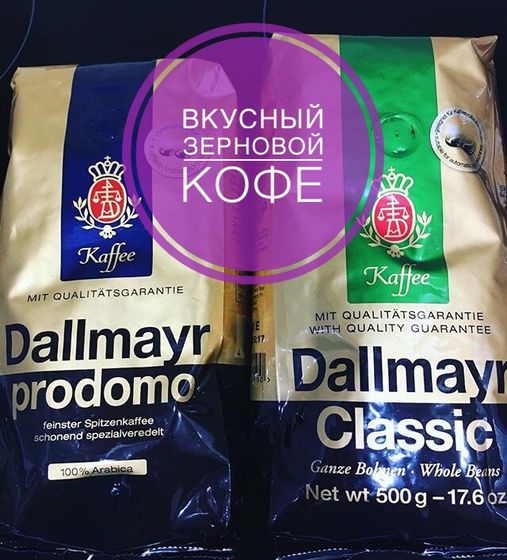 ВКУСНЫЙ
ЗЕРНОВОЙ
КОФЕ
Kaffee
MIT QUALITÄTSGARANTIE
Dallmayr
prodomo
feinster Spitzenkaffee
schonend spezialveredelt
100% Arabica
Kaffee
MIT QUALITÄTSGARANTIE
WITH QUALITY GUARANTEE
Dallmayr
Classic
Ganze Bohnen · Whole Beans
Net wt 500g – 17.6 oz